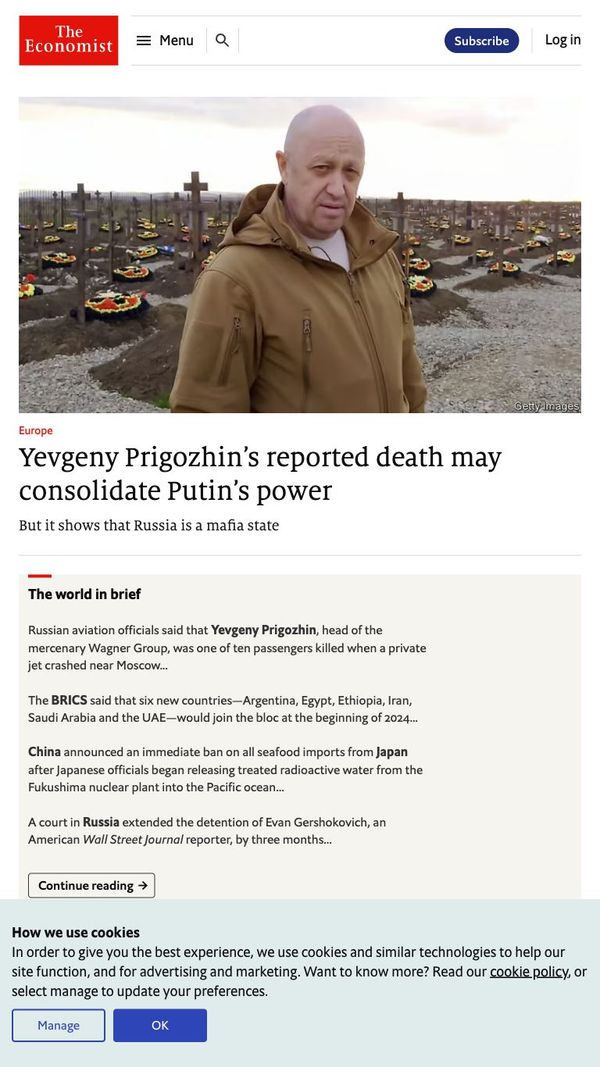 The
Economist
Menu
Subscribe
Log in
Getty Images
Europe
Yevgeny Prigozhin’s reported death may
consolidate Putin’s power
But it shows that Russia is a mafia state
The world in brief
Russian aviation officials said that Yevgeny Prigozhin, head of the
mercenary Wagner Group, was one of ten passengers killed when a private
jet crashed near Moscow...
The BRICS said that six new countries—Argentina, Egypt, Ethiopia, Iran,
Saudi Arabia and the UAE—would join the bloc at the beginning of 2024...
China announced an immediate ban on all seafood imports from Japan
after Japanese officials began releasing treated radioactive water from the
Fukushima nuclear plant into the Pacific ocean...
A court in Russia extended the detention of Evan Gershokovich, an
American Wall Street Journal reporter, by three months...
Continue reading →
How we use cookies
In order to give you the best experience, we use cookies and similar technologies to help our
site function, and for advertising and marketing. Want to know more? Read our cookie policy, or
select manage to update your preferences.
Manage
OK